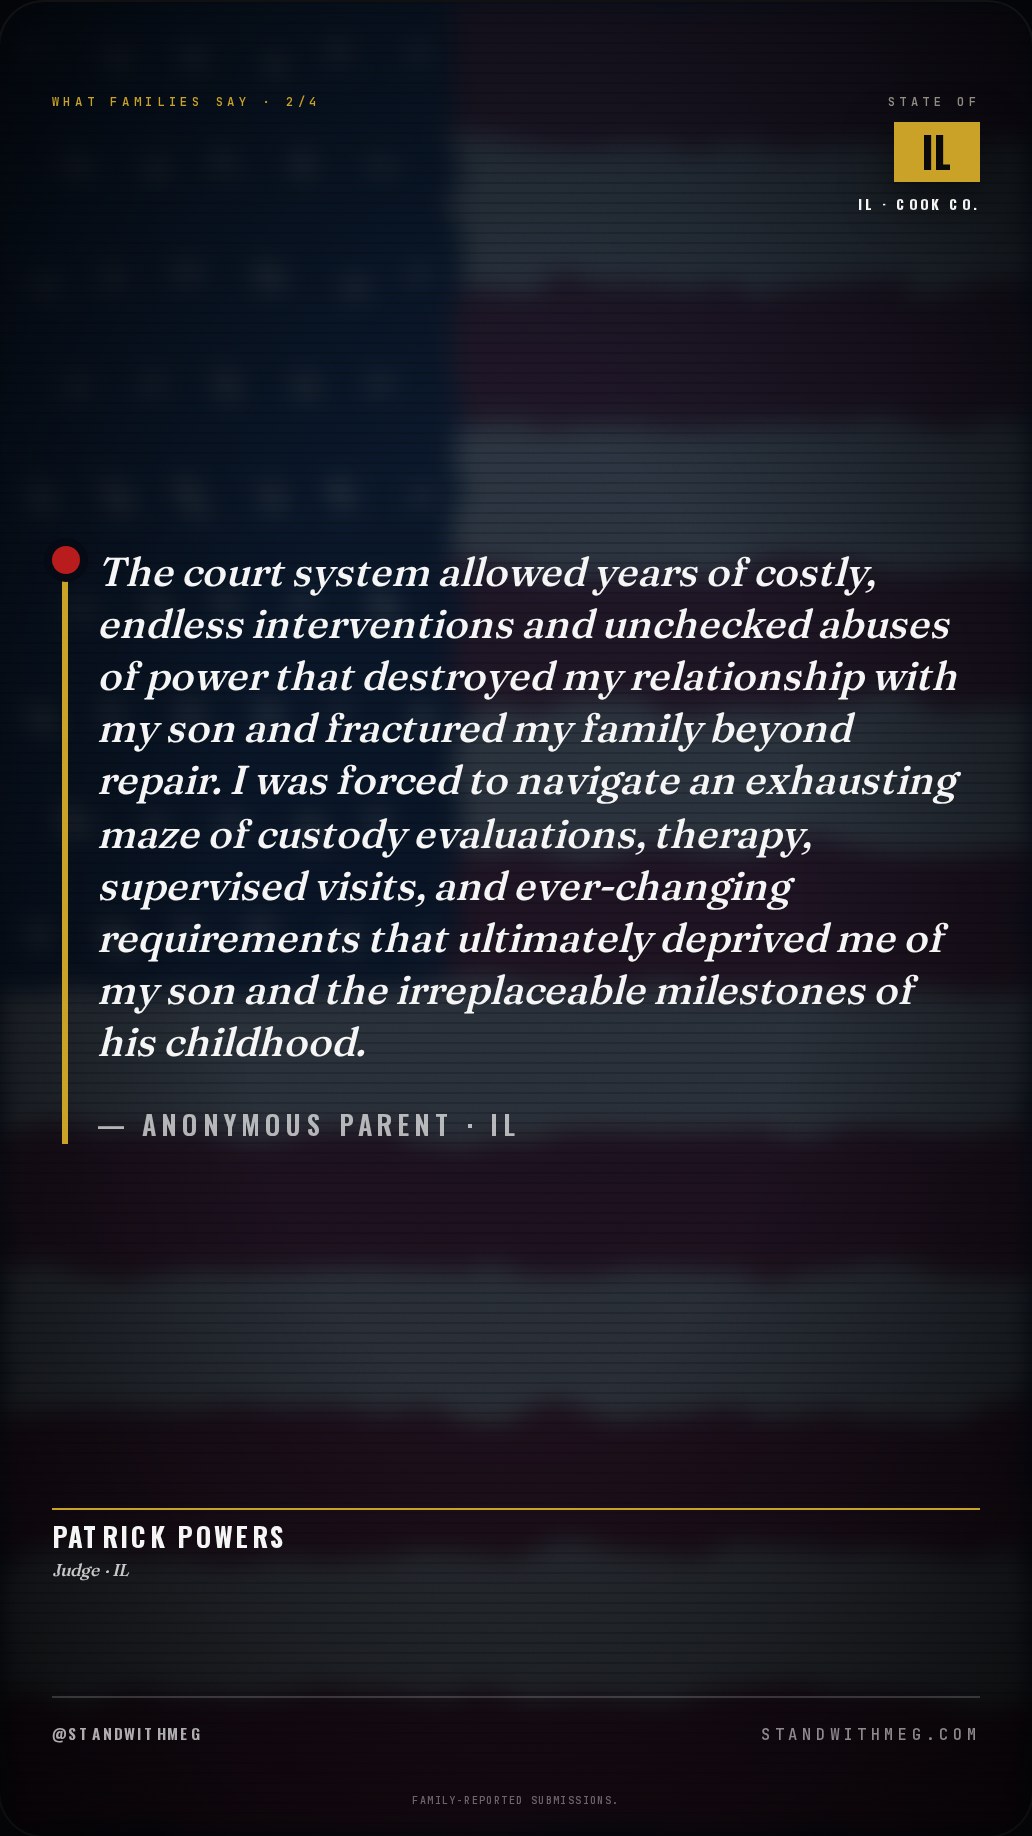 WHAT FAMILIES SAY · 2/4
STATE OF
IL
IL · COOK CO.
The court system allowed years of costly,
endless interventions and unchecked abuses
of power that destroyed my relationship with
my son and fractured my family beyond
repair. I was forced to navigate an exhausting
maze of custody evaluations, therapy,
supervised visits, and ever-changing
requirements that ultimately deprived me of
my son and the irreplaceable milestones of
his childhood.
— ANONYMOUS PARENT · IL
PATRICK POWERS
Judge · IL
@STANDWITHMEG
STANDWITHMEG.COM
FAMILY-REPORTED SUBMISSIONS.